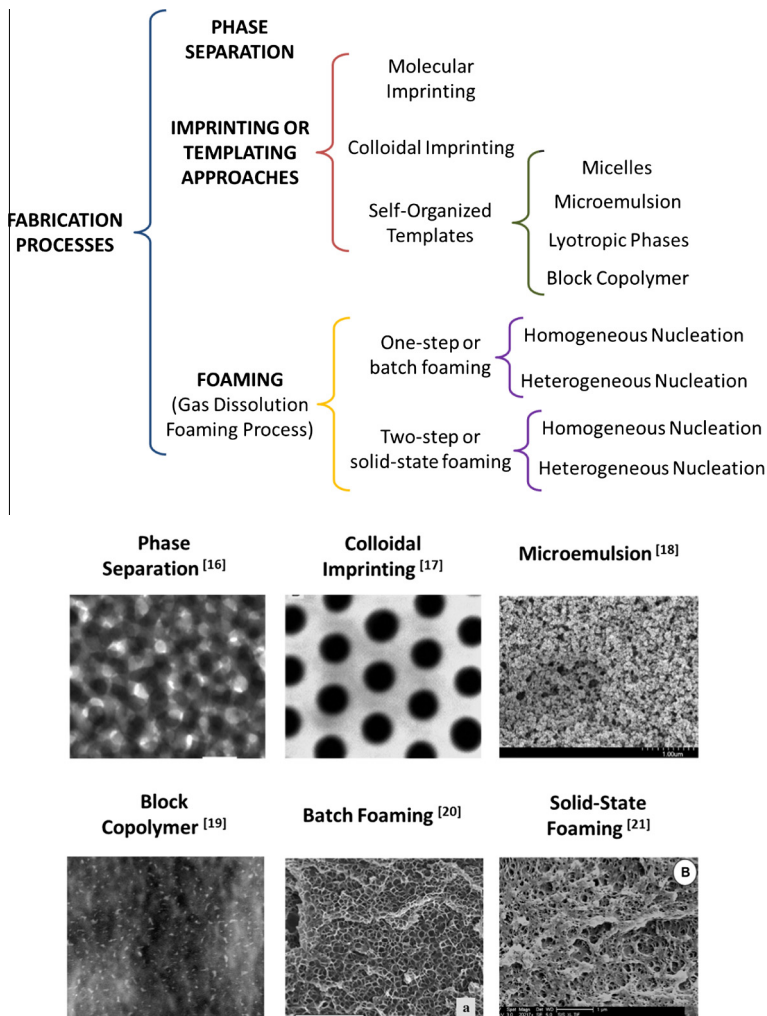 PHASE
SEPARATION
Molecular
Imprinting
IMPRINTING OR
TEMPLATING
APPROACHES
Colloidal Imprinting
Self-Organized
Templates
Micelles
Microemulsion
Lyotropic Phases
Block Copolymer
FABRICATION
PROCESSES
FOAMING
(Gas Dissolution
Foaming Process)
One-step or
batch foaming
Homogeneous Nucleation
Heterogeneous Nucleation
Two-step or
solid-state foaming
Homogeneous Nucleation
Heterogeneous Nucleation
Phase
Separation [16]
Colloidal
Imprinting [17]
Microemulsion [18]
1.00um
Block
Copolymer [19]
Batch Foaming [20]
Solid-State
Foaming [21]
a
B
1 µm